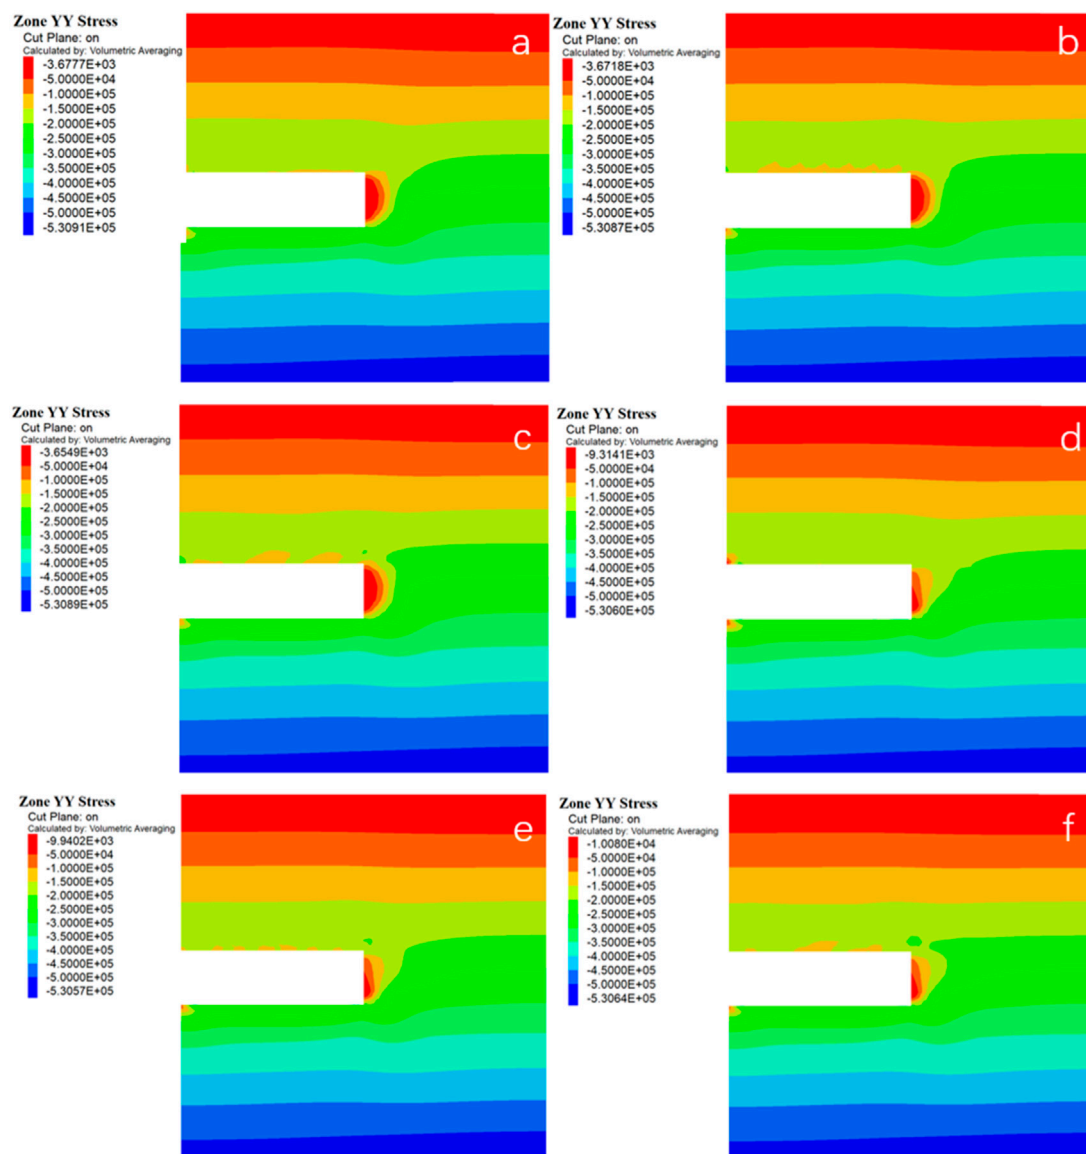 Zone YY Stress
Cut Plane: on
Calculated by: Volumetric Averaging
-3.6777E+03
-5.0000E+04
-1.0000E+05
-1.5000E+05
-2.0000E+05
-2.5000E+05
-3.0000E+05
-3.5000E+05
-4.0000E+05
-4.5000E+05
-5.0000E+05
-5.3091E+05
a
Zone YY Stress
Cut Plane: on
Calculated by: Volumetric Averaging
-3.6718E+03
-5.0000E+04
-1.0000E+05
-1.5000E+05
-2.0000E+05
-2.5000E+05
-3.0000E+05
-3.5000E+05
-4.0000E+05
-4.5000E+05
-5.0000E+05
-5.3087E+05
b
Zone YY Stress
Cut Plane: on
Calculated by: Volumetric Averaging
-3.6549E+03
-5.0000E+04
-1.0000E+05
-1.5000E+05
-2.0000E+05
-2.5000E+05
-3.0000E+05
-3.5000E+05
-4.0000E+05
-4.5000E+05
-5.0000E+05
-5.3089E+05
c
Zone YY Stress
Cut Plane: on
Calculated by: Volumetric Averaging
-9.3141E+03
-5.0000E+04
-1.0000E+05
-1.5000E+05
-2.0000E+05
-2.5000E+05
-3.0000E+05
-3.5000E+05
-4.0000E+05
-4.5000E+05
-5.0000E+05
-5.3060E+05
d
Zone YY Stress
Cut Plane: on
Calculated by: Volumetric Averaging
-9.9402E+03
-5.0000E+04
-1.0000E+05
-1.5000E+05
-2.0000E+05
-2.5000E+05
-3.0000E+05
-3.5000E+05
-4.0000E+05
-4.5000E+05
-5.0000E+05
-5.3057E+05
e
Zone YY Stress
Cut Plane: on
Calculated by: Volumetric Averaging
-1.0080E+04
-5.0000E+04
-1.0000E+05
-1.5000E+05
-2.0000E+05
-2.5000E+05
-3.0000E+05
-3.5000E+05
-4.0000E+05
-4.5000E+05
-5.0000E+05
-5.3064E+05
f